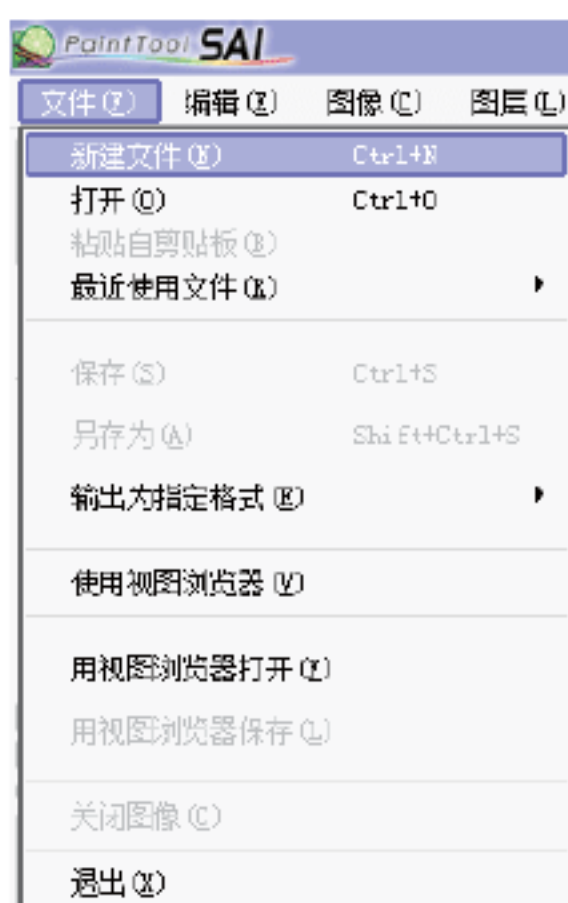 PaintTool SAI
文件(F) 编辑(E) 图像(C) 图层(L)
新建文件(N) Ctrl+N
打开(O) Ctrl+O
粘贴自剪贴板(B)
最近使用文件(R)
保存(S) Ctrl+S
另存为(A) Shift+Ctrl+S
输出为指定格式(E)
使用视图浏览器(V)
用视图浏览器打开(Y)
用视图浏览器保存(L)
关闭图像(C)
退出(X)